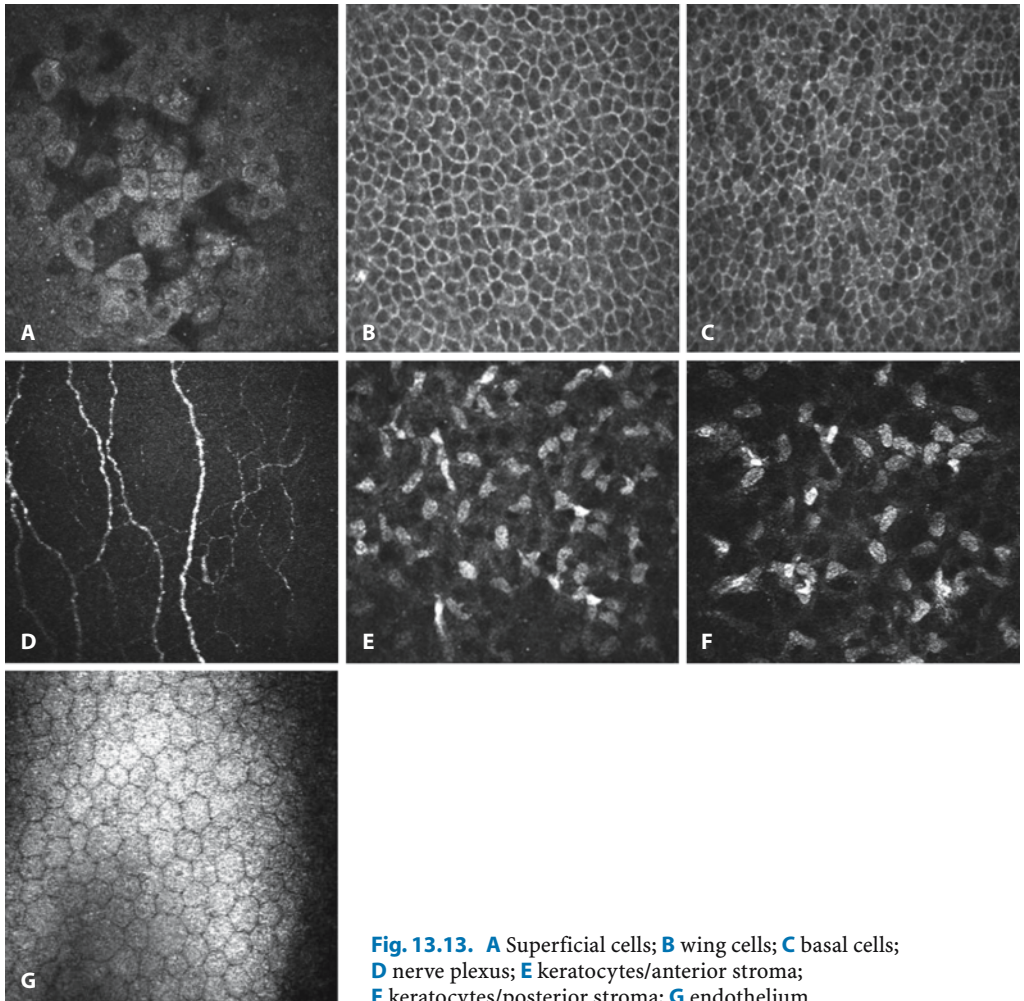 A
B
C
D
E
F
G
Fig. 13.13. A Superficial cells; B wing cells; C basal cells;
D nerve plexus; E keratocytes/anterior stroma;
F keratocytes/posterior stroma; G endothelium